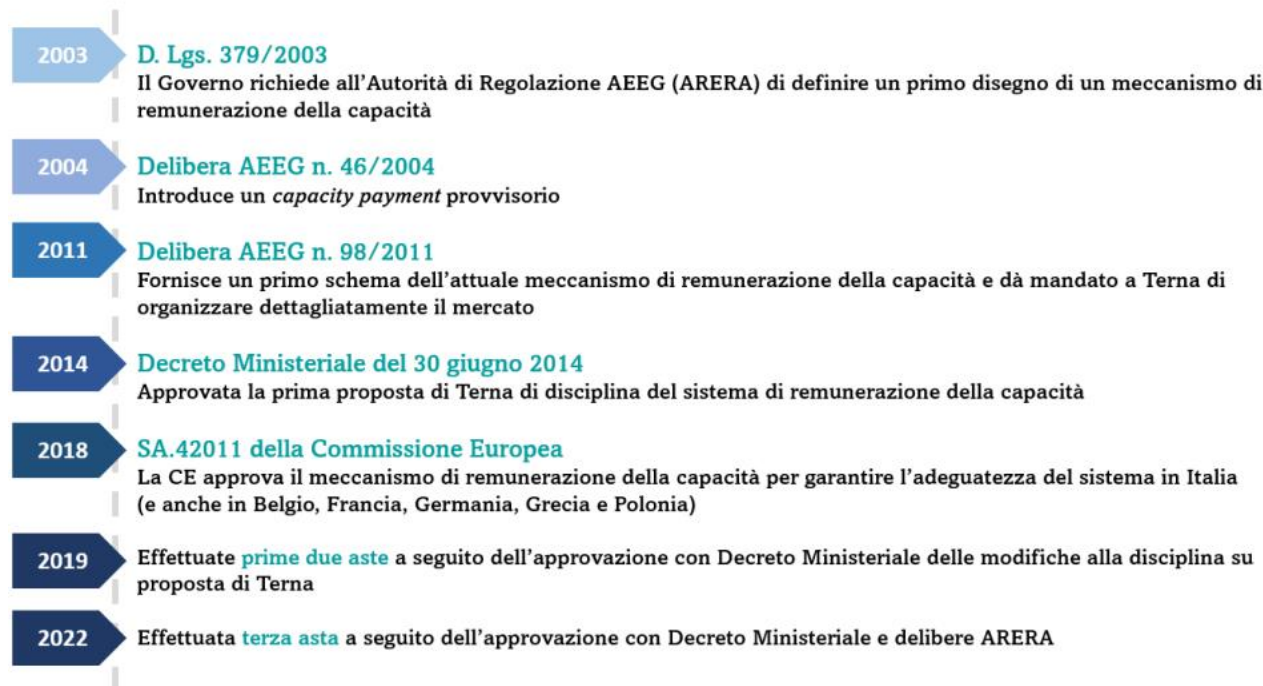 2003
D. Lgs. 379/2003
Il Governo richiede all'Autorità di Regolazione AEEG (ARERA) di definire un primo disegno di un meccanismo di
remunerazione della capacità
2004
Delibera AEEG n. 46/2004
Introduce un capacity payment provvisorio
2011
Delibera AEEG n. 98/2011
Fornisce un primo schema dell'attuale meccanismo di remunerazione della capacità e dà mandato a Terna di
organizzare dettagliatamente il mercato
2014
Decreto Ministeriale del 30 giugno 2014
Approvata la prima proposta di Terna di disciplina del sistema di remunerazione della capacità
2018
SA.42011 della Commissione Europea
La CE approva il meccanismo di remunerazione della capacità per garantire l'adeguatezza del sistema in Italia
(e anche in Belgio, Francia, Germania, Grecia e Polonia)
2019
Effettuate prime due aste a seguito dell'approvazione con Decreto Ministeriale delle modifiche alla disciplina su
proposta di Terna
2022
Effettuata terza asta a seguito dell'approvazione con Decreto Ministeriale e delibere ARERA